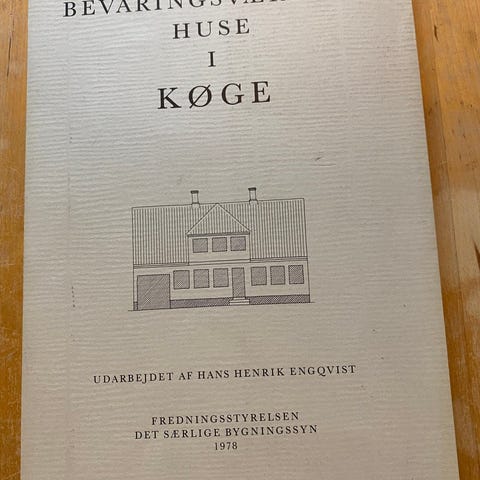 HUSE
I
KØGE
UDARBEJDET AF HANS HENRIK ENGQVIST
FREDNINGSSTYRELSEN
DET SÆRLIGE BYGNINGSSYN
1978